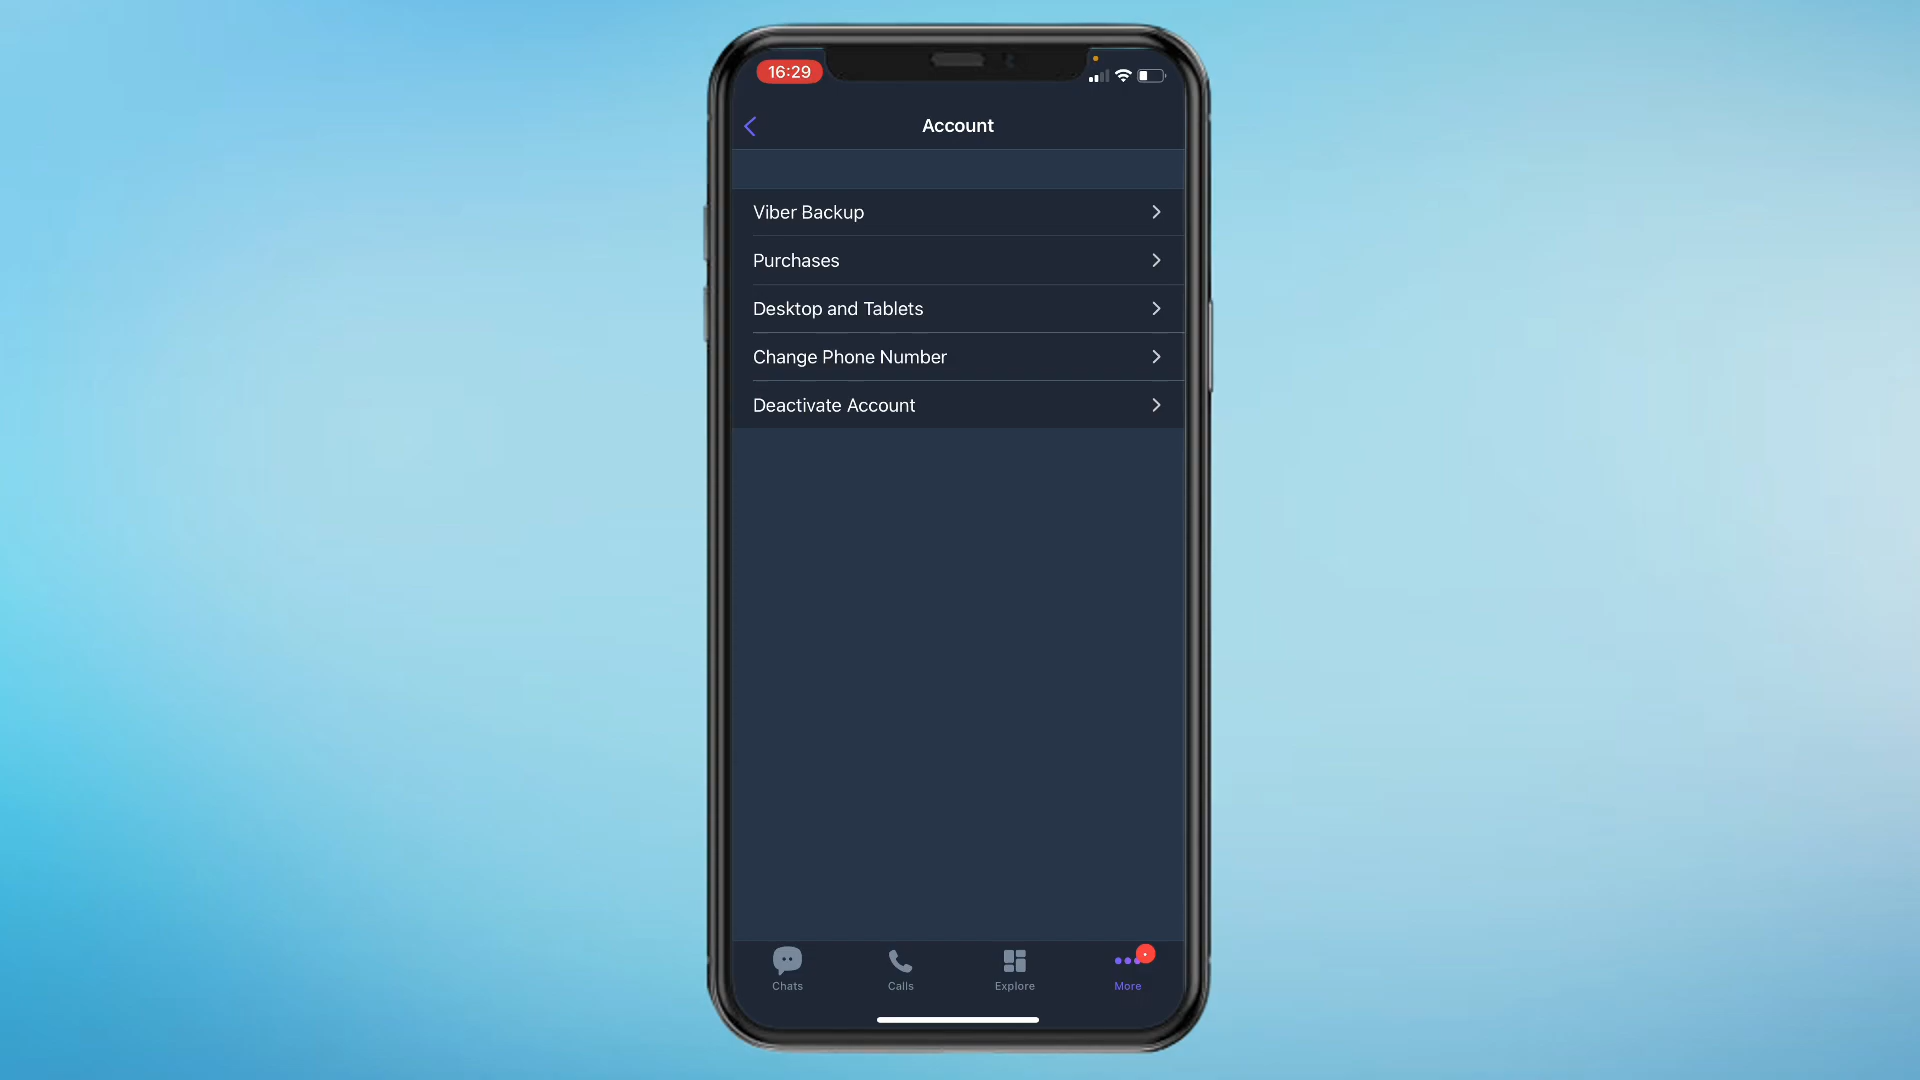 16:29
Account
Viber Backup
Purchases
Desktop and Tablets
Change Phone Number
Deactivate Account
Chats
Calls
Explore
More